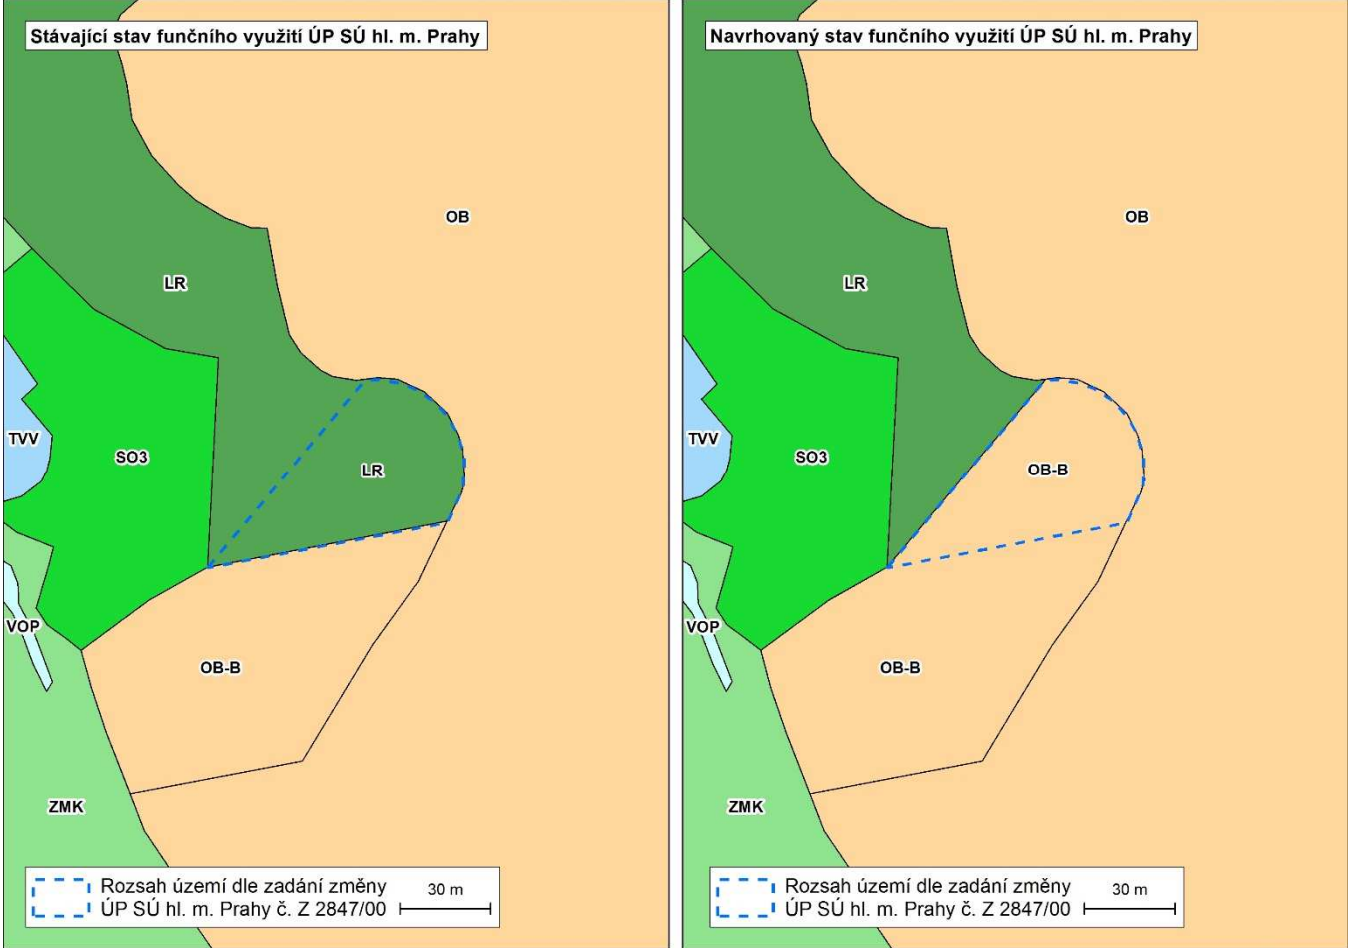 Stávající stav funčního využití ÚP SÚ hl. m. Prahy
OB
LR
TVV
SO3
LR
VOP
OB-B
ZMK
Rozsah území dle zadání změny
ÚP SÚ hl. m. Prahy č. Z 2847/00
30 m
Navrhovaný stav funčního využití ÚP SÚ hl. m. Prahy
OB
LR
TVV
SO3
OB-B
VOP
OB-B
ZMK
Rozsah území dle zadání změny
ÚP SÚ hl. m. Prahy č. Z 2847/00
30 m